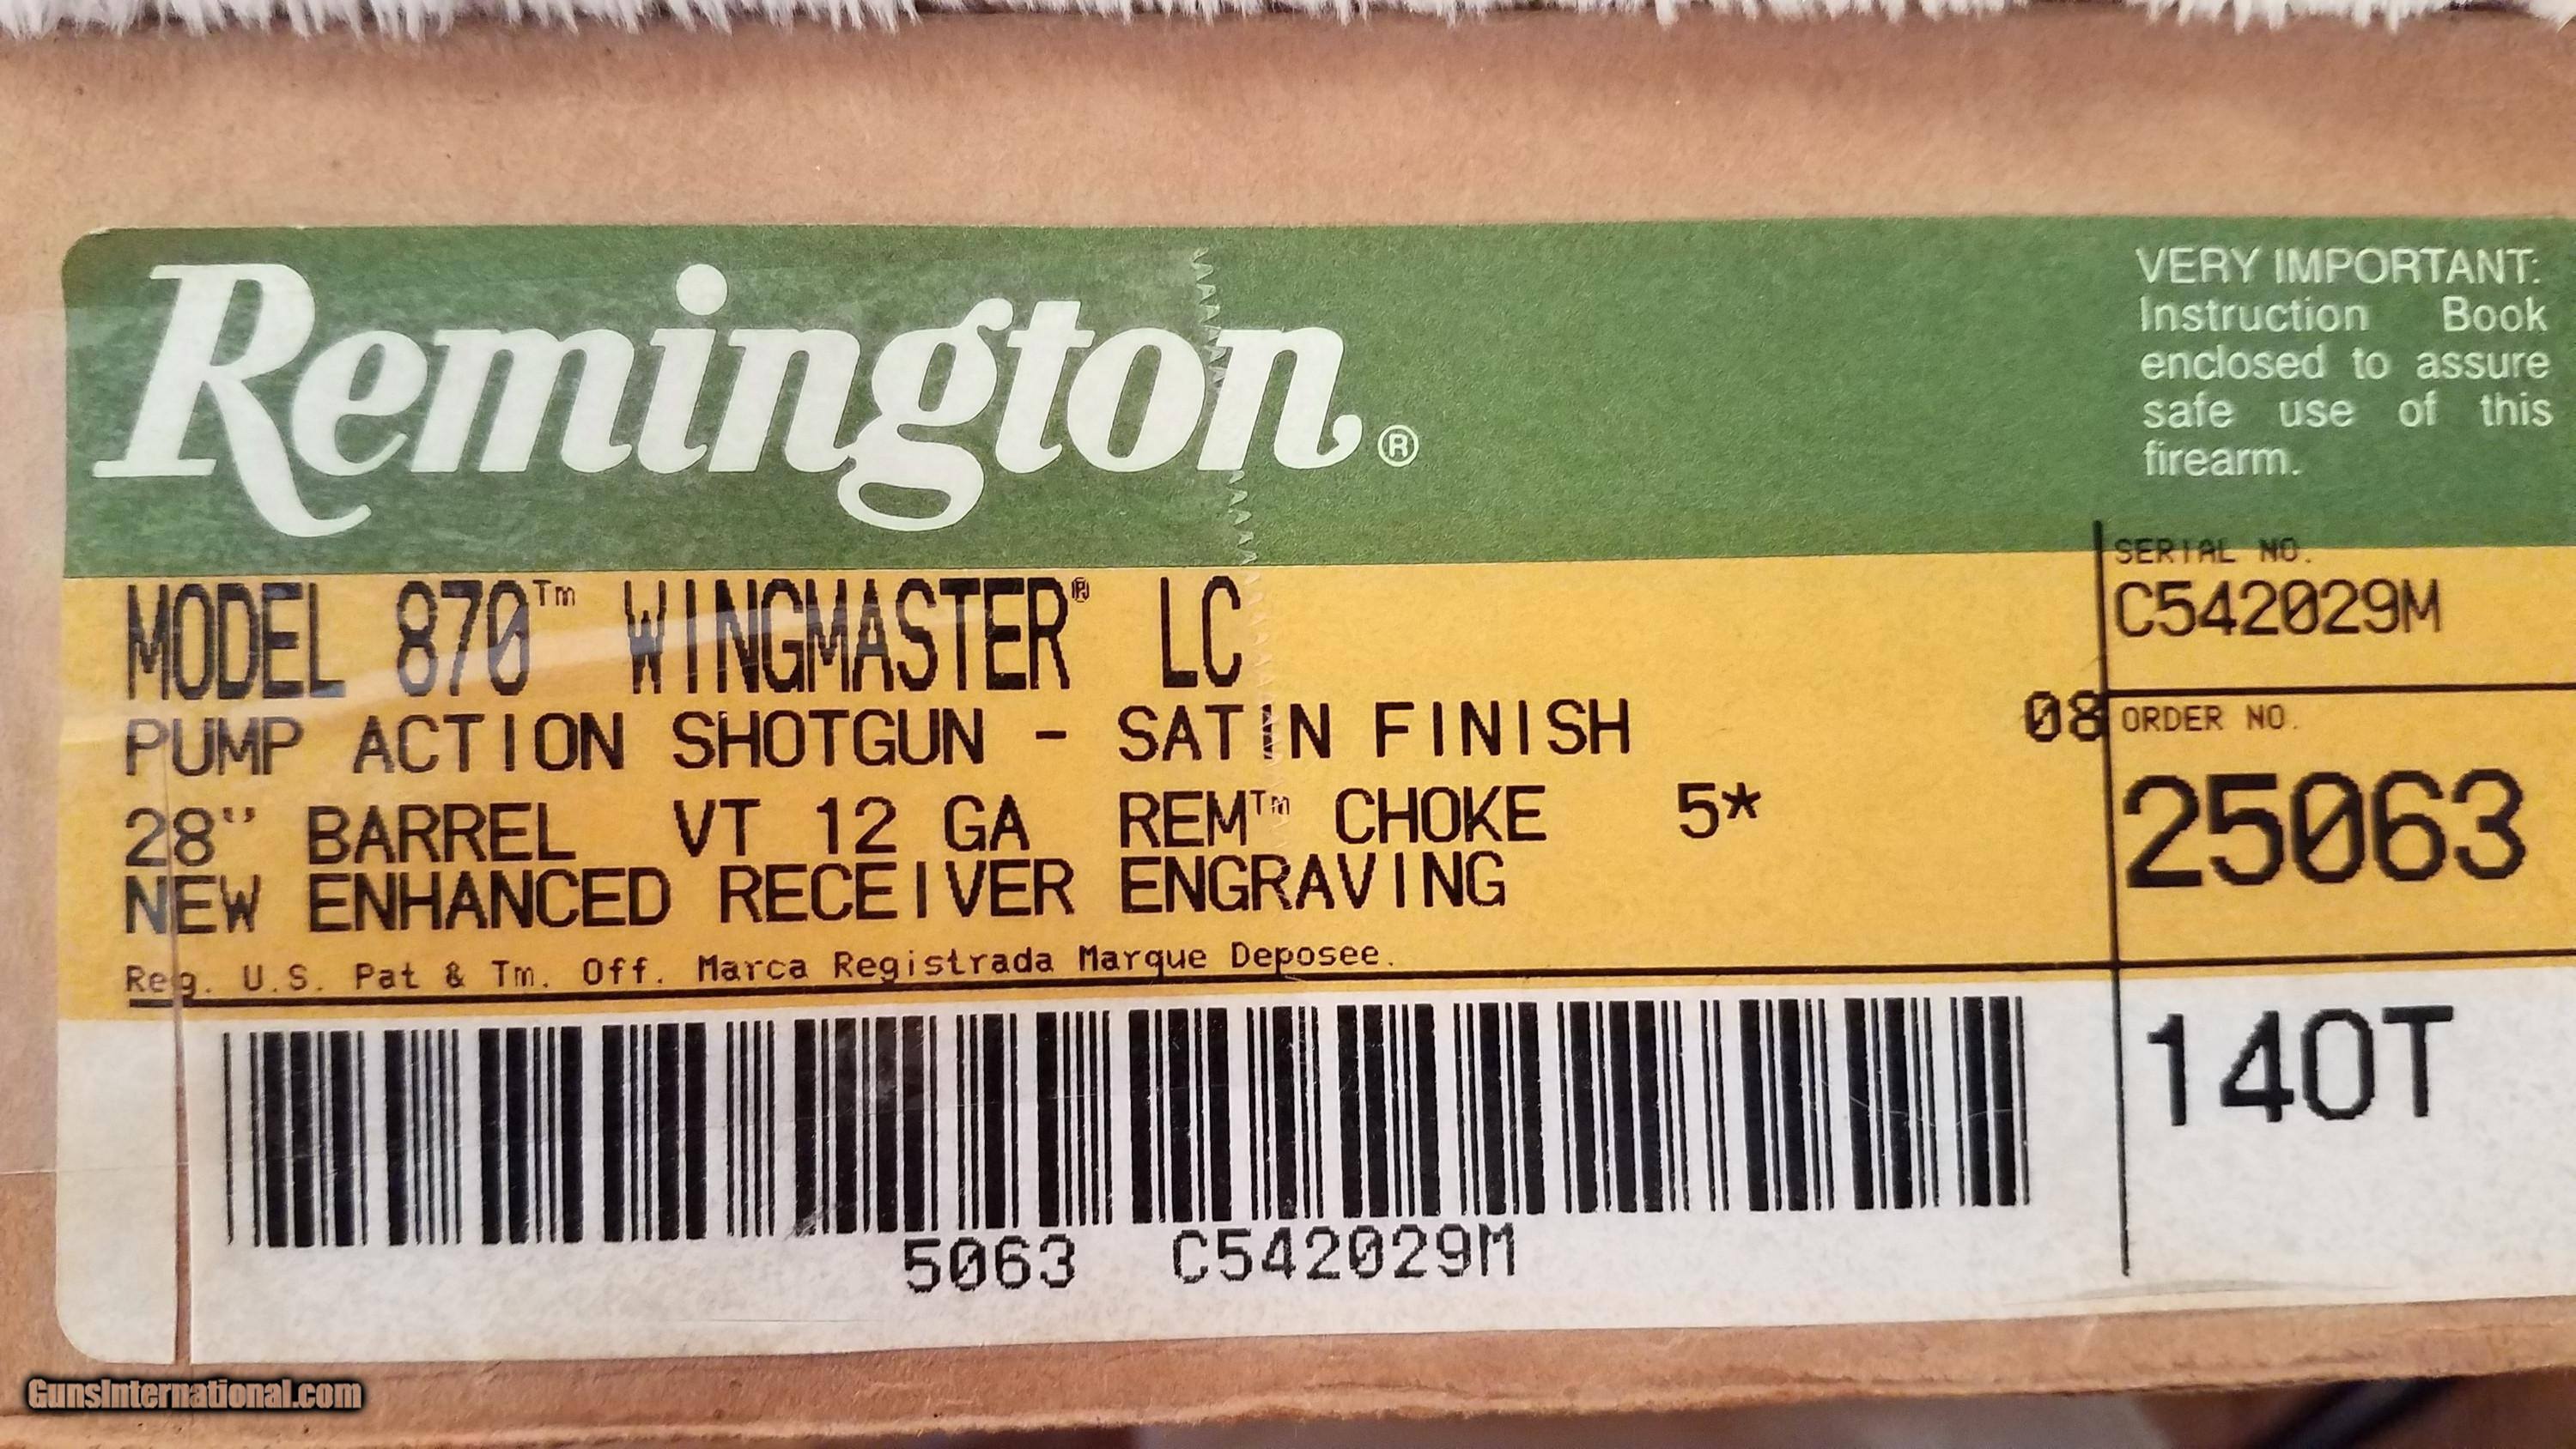 Remington®
VERY IMPORTANT:
Instruction Book
enclosed to assure
safe use of this
firearm.
MODEL 870™ WINGMASTER® LC
PUMP ACTION SHOTGUN - SATIN FINISH
28" BARREL VT 12 GA REM™ CHOKE 5*
NEW ENHANCED RECEIVER ENGRAVING
Reg. U.S. Pat & Tm. Off. Marca Registrada Marque Deposee.
SERIAL NO.
C542029M
08
ORDER NO.
25063
140T
5063 C542029M
GunsInternational.com